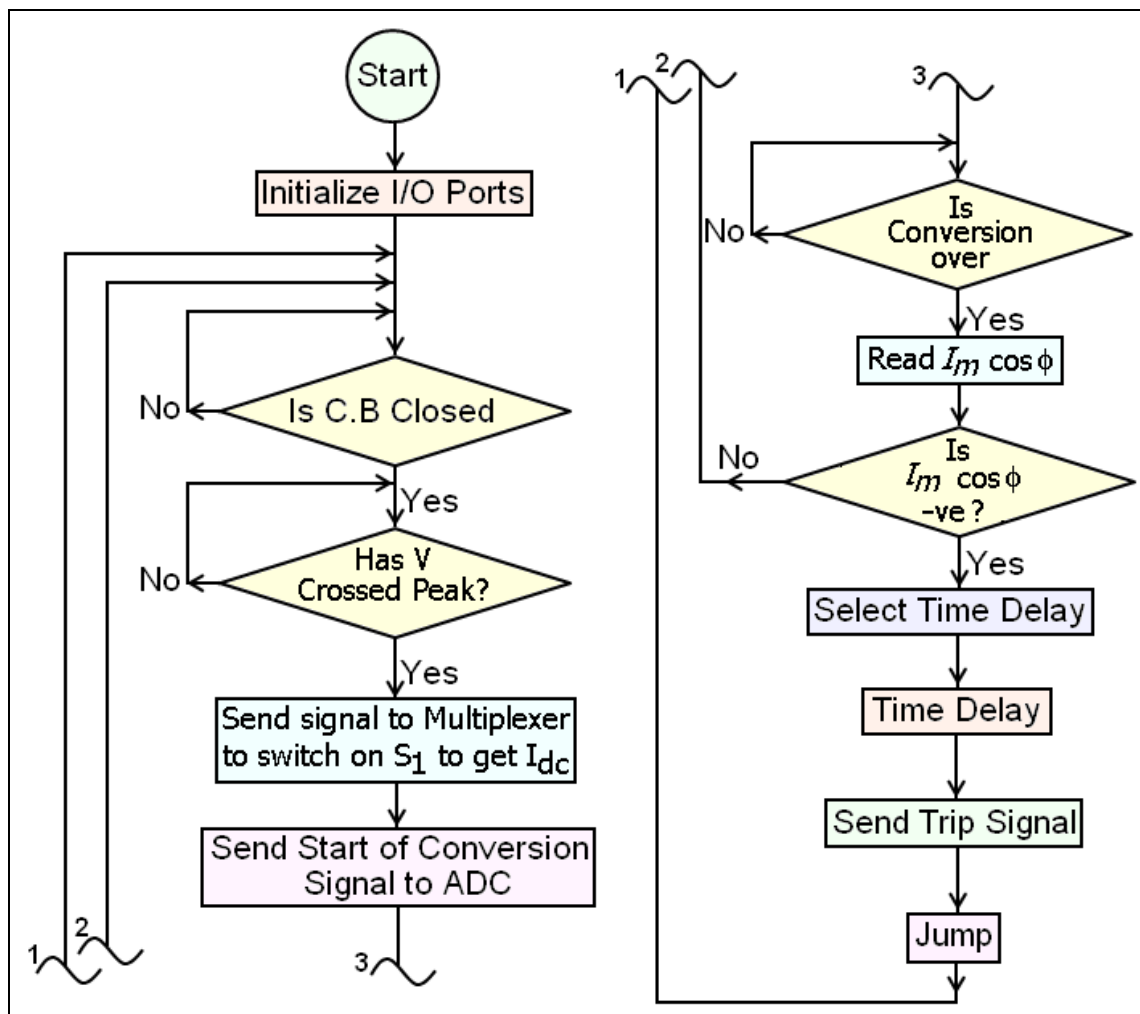 Start
Initialize I/O Ports
No
Is C.B Closed
Yes
No
Has V
Crossed Peak?
Yes
Send signal to Multiplexer
to switch on S1 to get Idc
Send Start of Conversion
Signal to ADC
1
2
3
1
2
3
No
Is
Conversion
over
Yes
Read Im cos ϕ
No
Is
Im cos ϕ
-ve ?
Yes
Select Time Delay
Time Delay
Send Trip Signal
Jump